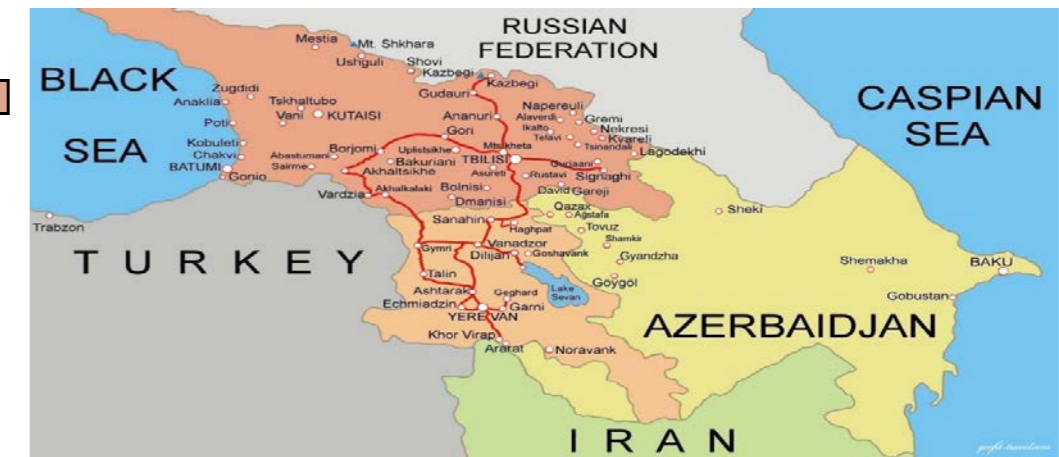 RUSSIAN
FEDERATION
BLACK
SEA
CASPIAN
SEA
TURKEY
AZERBAIDJAN
IRAN
Mestia
Mt. Shkhara
Ushguli
Shovi
Kazbegi
Kazbegi
Gudauri
Zugdidi
Anaklia
Tskhaltubo
Vani
KUTAISI
Poti
Ananuri
Napereuli
Alaverdi
Gremi
Ikalto
Nekresi
Telavi
Kvareli
Tsinandali
Lagodekhi
Gori
Kobuleti
Chakvi
BATUMI
Gonio
Abastumani
Sairme
Borjomi
Uplistsikhe
Mtskheta
TBILISI
Bakuriani
Akhaltsikhe
Asureti
Rustavi
Gurjaani
Signaghi
David Gareji
Vardzia
Akhalkalaki
Bolnisi
Dmanisi
Trabzon
Sanahin
Haghpat
Qazax
Ağstafa
Tovuz
Shamkir
Gyandzha
Göygöl
Sheki
Shemakha
BAKU
Gobustan
Gymri
Vanadzor
Dilijan
Goshavank
Talin
Ashtarak
Geghard
Lake
Sevan
Echmiadzin
Garni
YEREVAN
Khor Virap
Ararat
Noravank